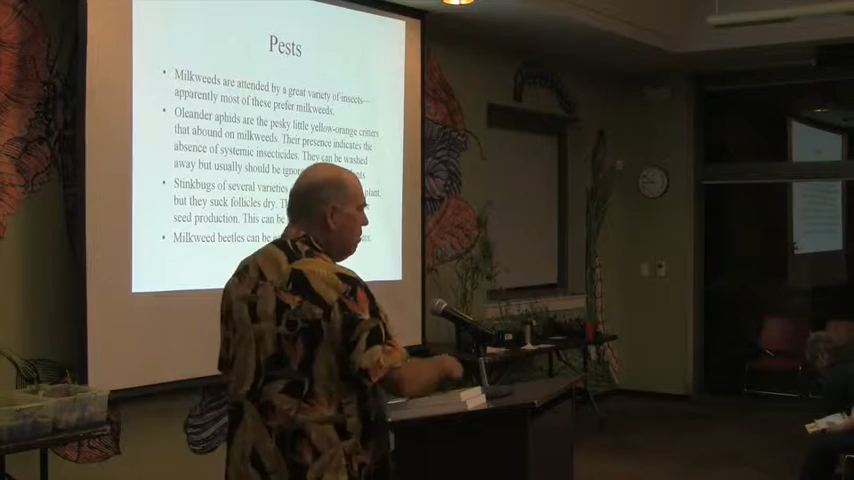 Pests
• Milkweeds are attended by a great variety of insects—
apparently, most of these prefer milkweeds.
• Oleander aphids are the pesky little yellow-orange critters
that abound on milkweeds. Their presence indicates the
absence of systemic insecticides. They can be washed
away but usually should be ignored
• Stinkbugs of several varieties plant,
but they suck follicles dry.
seed production. This can be
• Milkweed beetles can be